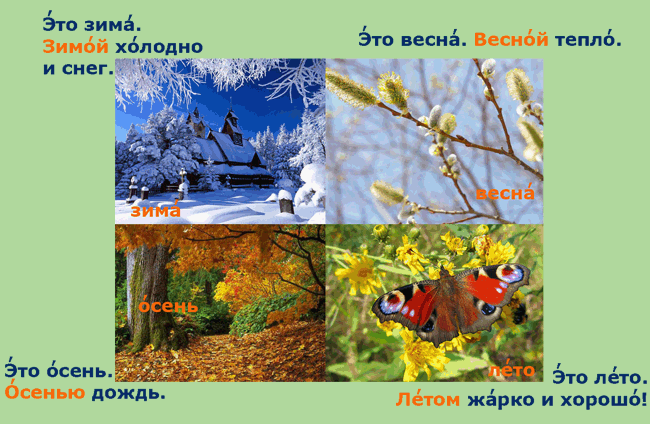 Э́то зима́.
Зимо́й хо́лодно
и снег.
Э́то весна́. Весно́й тепло́.
зима́
весна́
о́сень
ле́то
Э́то о́сень.
О́сенью дождь.
Э́то ле́то.
Ле́том жа́рко и хорошо́!